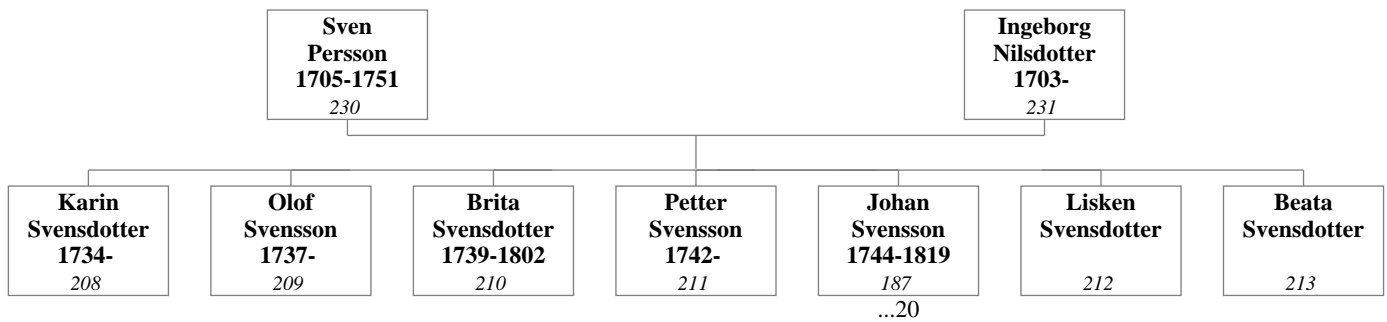 Sven
Persson
1705-1751
230
Ingeborg
Nilsdotter
1703-
231
Karin
Svensdotter
1734-
208
Olof
Svensson
1737-
209
Brita
Svensdotter
1739-1802
210
Petter
Svensson
1742-
211
Johan
Svensson
1744-1819
187
...20
Lisken
Svensdotter
212
Beata
Svensdotter
213